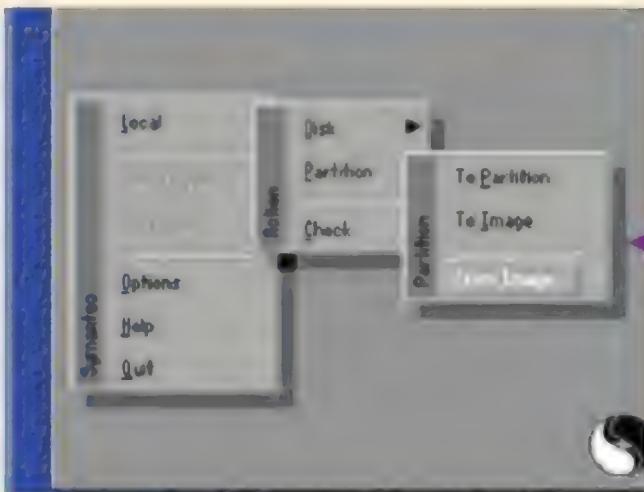 Symantec
Local
Options
Help
Quit
Action
Disk
Partition
Check
Partition
To Partition
To Image
From Image